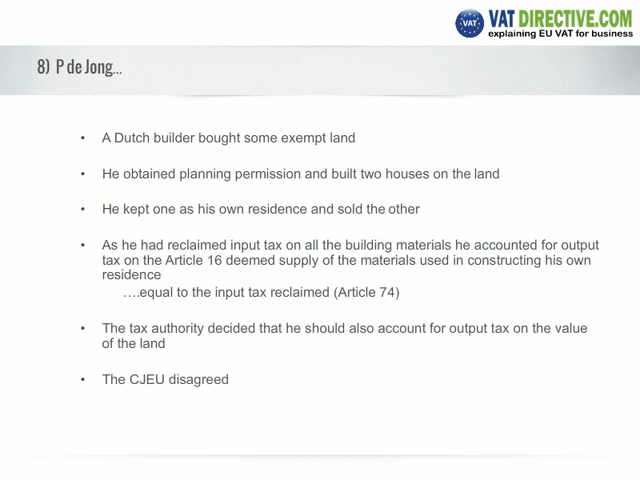 VAT
VAT DIRECTIVE.COM
explaining EU VAT for business
8) P de Jong...
• A Dutch builder bought some exempt land
• He obtained planning permission and built two houses on the land
• He kept one as his own residence and sold the other
• As he had reclaimed input tax on all the building materials he accounted for output
tax on the Article 16 deemed supply of the materials used in constructing his own
residence
….equal to the input tax reclaimed (Article 74)
• The tax authority decided that he should also account for output tax on the value
of the land
• The CJEU disagreed